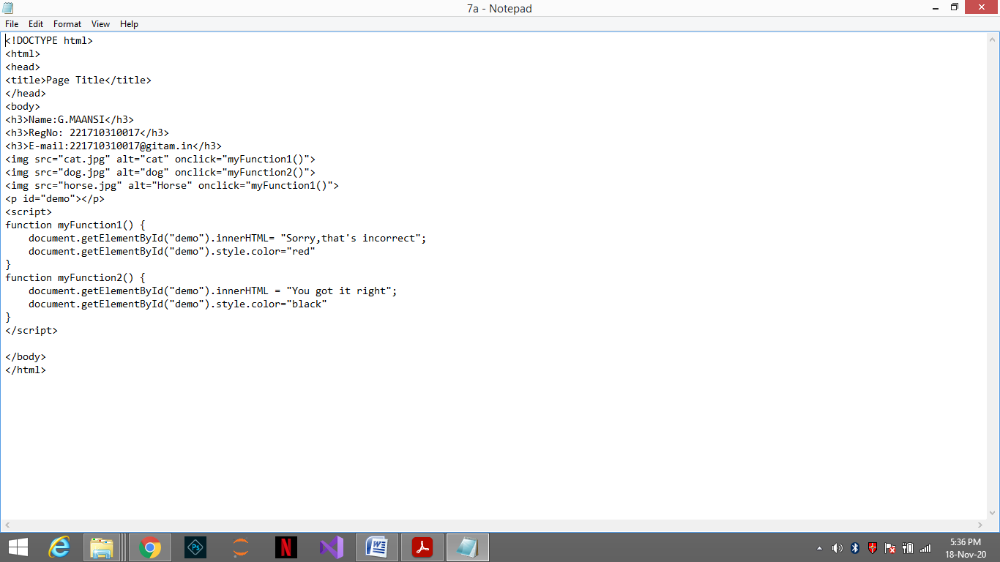 7a - Notepad
File Edit Format View Help
<!DOCTYPE html>
<html>
<head>
<title>Page Title</title>
</head>
<body>
<h3>Name:G.MAANSI</h3>
<h3>RegNo: 221710310017</h3>
<h3>E-mail:221710310017@gitam.in</h3>
<img src="cat.jpg" alt="cat" onclick="myFunction1()">
<img src="dog.jpg" alt="dog" onclick="myFunction2()">
<img src="horse.jpg" alt="Horse" onclick="myFunction1()">
<p id="demo"></p>
<script>
function myFunction1() {
    document.getElementById("demo").innerHTML= "Sorry,that's incorrect";
    document.getElementById("demo").style.color="red"
}
function myFunction2() {
    document.getElementById("demo").innerHTML = "You got it right";
    document.getElementById("demo").style.color="black"
}
</script>

</body>
</html>
Ps
N
W
5:36 PM
18-Nov-20